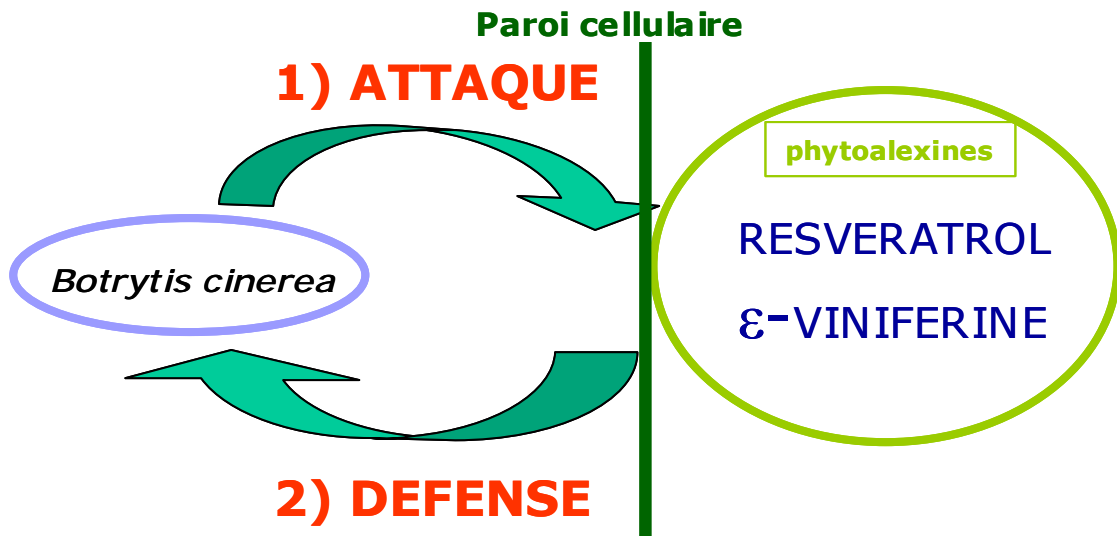 Paroi cellulaire
1) ATTAQUE
phytoalexines
RESVERATROL
Botrytis cinerea
ε-VINIFERINE
2) DEFENSE